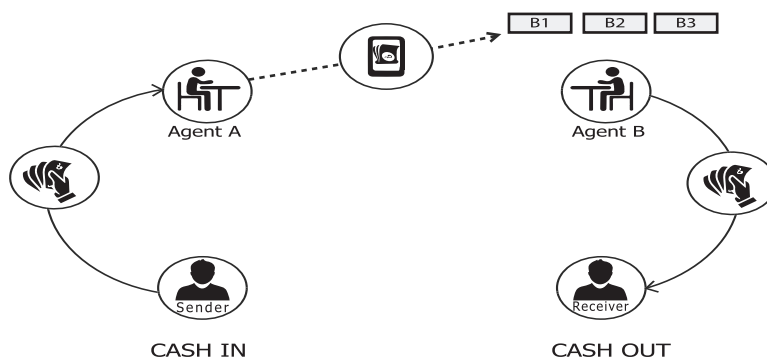 B1 B2 B3
Agent A
Agent B
Sender
Receiver
CASH IN
CASH OUT